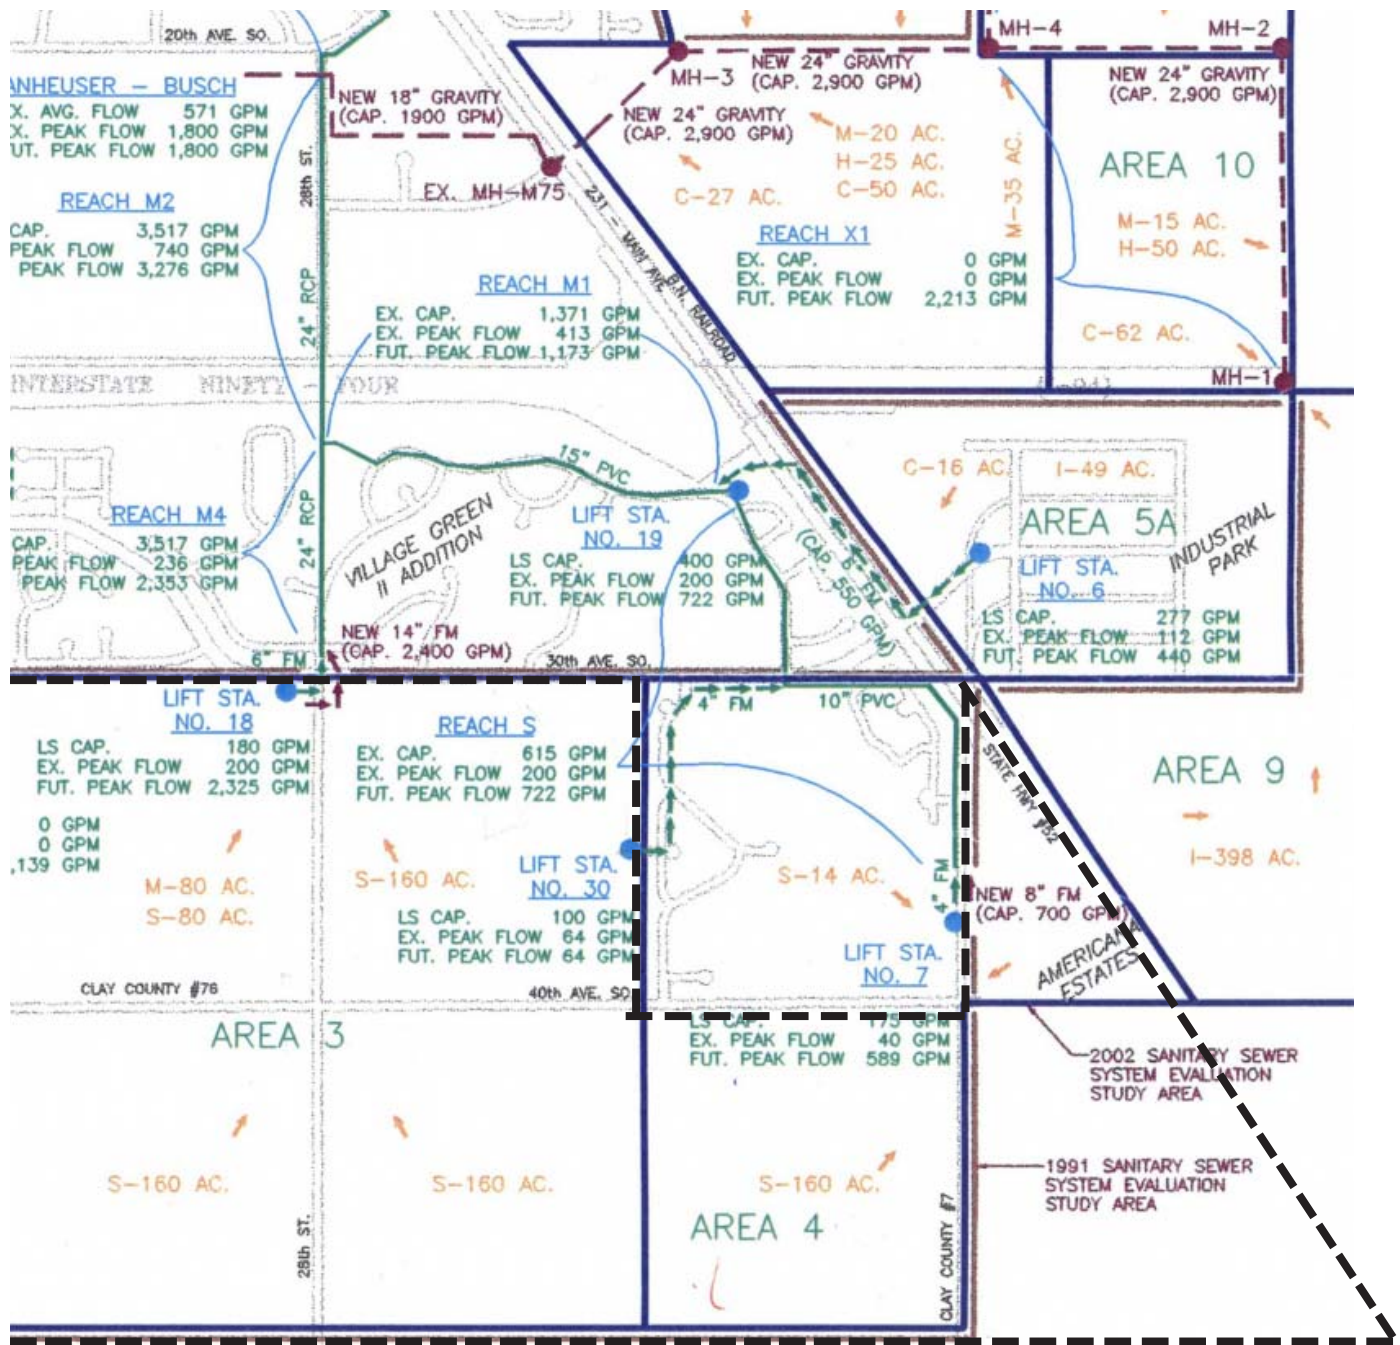 20th AVE. SO.
MH-4
MH-2
ANHEUSER – BUSCH
X. AVG. FLOW 571 GPM
X. PEAK FLOW 1,800 GPM
UT. PEAK FLOW 1,800 GPM
NEW 18" GRAVITY
(CAP. 1900 GPM)
MH-3
NEW 24" GRAVITY
(CAP. 2,900 GPM)
NEW 24" GRAVITY
(CAP. 2,900 GPM)
NEW 24" GRAVITY
(CAP. 2,900 GPM)
M-20 AC.
H-25 AC.
C-50 AC.
C-27 AC.
M-35 AC.
AREA 10
M-15 AC.
H-50 AC.
C-62 AC.
MH-1
28th ST.
EX. MH-M75
231 – MAIN AVE.
B.N. RAILROAD
REACH M2
CAP. 3,517 GPM
PEAK FLOW 740 GPM
PEAK FLOW 3,276 GPM
24" RCP
REACH X1
EX. CAP. 0 GPM
EX. PEAK FLOW 0 GPM
FUT. PEAK FLOW 2,213 GPM
REACH M1
EX. CAP. 1,371 GPM
EX. PEAK FLOW 413 GPM
FUT. PEAK FLOW 1,173 GPM
INTERSTATE NINETY – FOUR
(I-94)
15" PVC
C-16 AC.
I-49 AC.
AREA 5A
INDUSTRIAL
PARK
REACH M4
CAP. 3,517 GPM
PEAK FLOW 236 GPM
PEAK FLOW 2,353 GPM
24" RCP
VILLAGE GREEN
II ADDITION
LIFT STA.
NO. 19
LS CAP. 400 GPM
EX. PEAK FLOW 200 GPM
FUT. PEAK FLOW 722 GPM
6" FM
(CAP. 550 GPM)
LIFT STA.
NO. 6
LS CAP. 277 GPM
EX. PEAK FLOW 112 GPM
FUT. PEAK FLOW 440 GPM
NEW 14" FM
(CAP. 2,400 GPM)
6" FM
30th AVE. SO.
LIFT STA.
NO. 18
LS CAP. 180 GPM
EX. PEAK FLOW 200 GPM
FUT. PEAK FLOW 2,325 GPM
0 GPM
0 GPM
,139 GPM
REACH S
EX. CAP. 615 GPM
EX. PEAK FLOW 200 GPM
FUT. PEAK FLOW 722 GPM
4" FM
10" PVC
STATE HWY #52
AREA 9
I-398 AC.
M-80 AC.
S-80 AC.
S-160 AC.
LIFT STA.
NO. 30
LS CAP. 100 GPM
EX. PEAK FLOW 64 GPM
FUT. PEAK FLOW 64 GPM
S-14 AC.
4" FM
NEW 8" FM
(CAP. 700 GPM)
LIFT STA.
NO. 7
AMERICANA
ESTATES
CLAY COUNTY #76
40th AVE. SO.
AREA 3
LS CAP. 175 GPM
EX. PEAK FLOW 40 GPM
FUT. PEAK FLOW 589 GPM
2002 SANITARY SEWER
SYSTEM EVALUATION
STUDY AREA
S-160 AC.
S-160 AC.
S-160 AC.
1991 SANITARY SEWER
SYSTEM EVALUATION
STUDY AREA
AREA 4
28th ST.
CLAY COUNTY #7